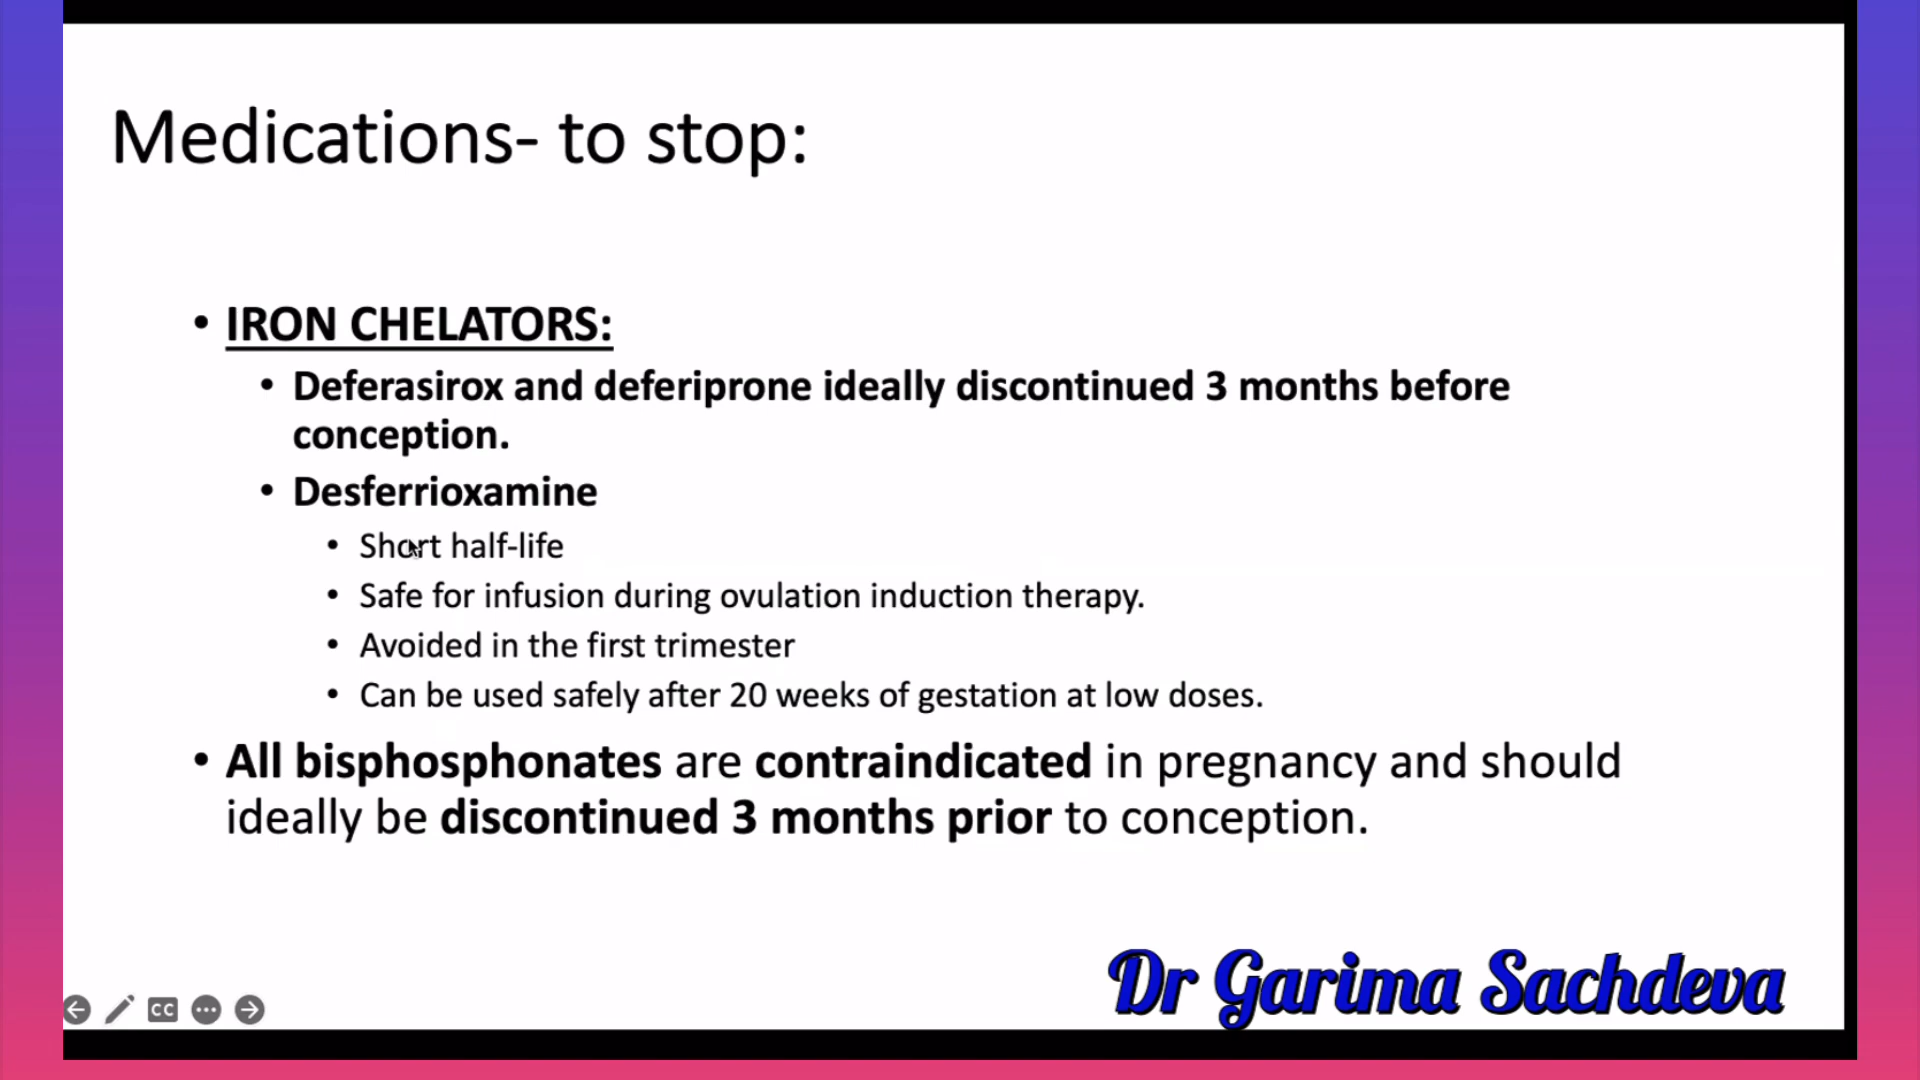 Medications- to stop:
• IRON CHELATORS:
• Deferasirox and deferiprone ideally discontinued 3 months before
conception.
• Desferrioxamine
• Short half-life
• Safe for infusion during ovulation induction therapy.
• Avoided in the first trimester
• Can be used safely after 20 weeks of gestation at low doses.
• All bisphosphonates are contraindicated in pregnancy and should
ideally be discontinued 3 months prior to conception.
Dr Garima Sachdeva
CC